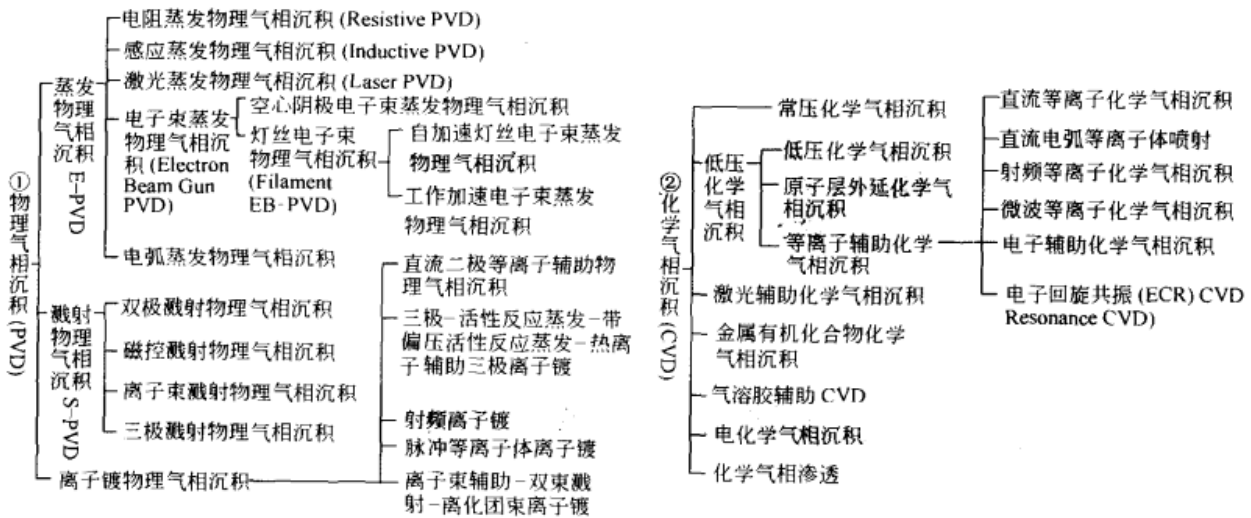 ①物理气相沉积 (PVD)
蒸发
物理
气相
沉积
E-PVD
电阻蒸发物理气相沉积 (Resistive PVD)
感应蒸发物理气相沉积 (Inductive PVD)
激光蒸发物理气相沉积 (Laser PVD)
电子束蒸发
物理气相沉
积 (Electron
Beam Gun
PVD)
空心阴极电子束蒸发物理气相沉积
灯丝电子束
物理气相沉积
(Filament
EB-PVD)
自加速灯丝电子束蒸发
物理气相沉积
工作加速电子束蒸发
物理气相沉积
电弧蒸发物理气相沉积
溅射
物理
气相
沉积
S-PVD
双极溅射物理气相沉积
磁控溅射物理气相沉积
离子束溅射物理气相沉积
三极溅射物理气相沉积
离子镀物理气相沉积
直流二极等离子辅助物
理气相沉积
三极-活性反应蒸发-带
偏压活性反应蒸发-热离
子辅助三极离子镀
射频离子镀
脉冲等离子体离子镀
离子束辅助-双束溅
射-离化团束离子镀
②化学气相沉积 (CVD)
常压化学气相沉积
低压
化学
气相
沉积
低压化学气相沉积
原子层外延化学气
相沉积
等离子辅助化学
气相沉积
直流等离子化学气相沉积
直流电弧等离子体喷射
射频等离子化学气相沉积
微波等离子化学气相沉积
电子辅助化学气相沉积
电子回旋共振 (ECR) CVD
Resonance CVD)
激光辅助化学气相沉积
金属有机化合物化学
气相沉积
气溶胶辅助 CVD
电化学气相沉积
化学气相渗透